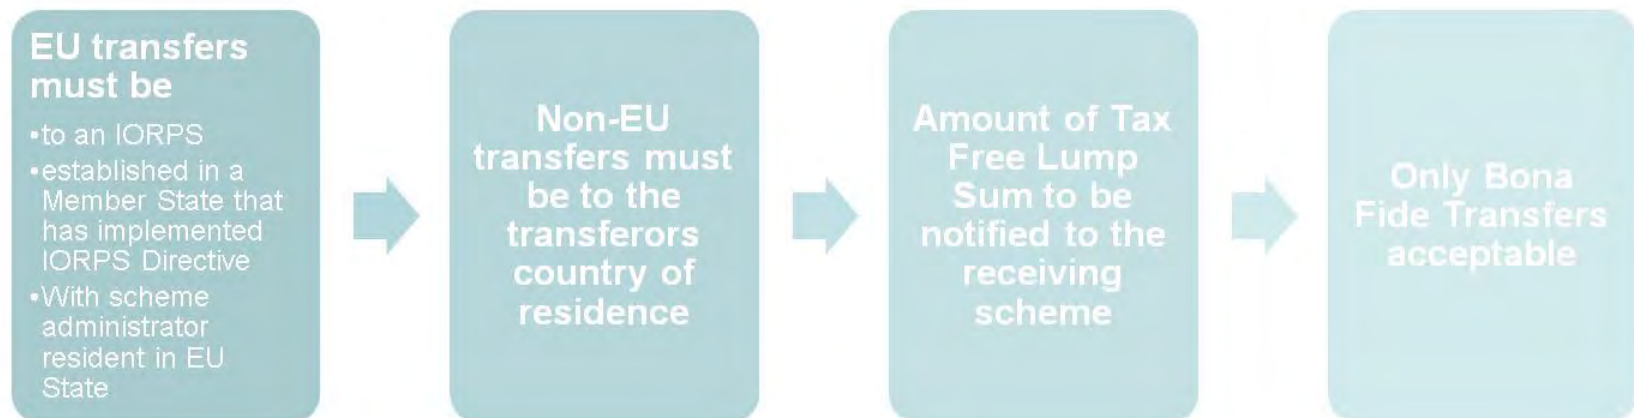 EU transfers
must be
•to an IORPS
•established in a
Member State that
has implemented
IORPS Directive
•With scheme
administrator
resident in EU
State
Non-EU
transfers must
be to the
transferors
country of
residence
Amount of Tax
Free Lump
Sum to be
notified to the
receiving
scheme
Only Bona
Fide Transfers
acceptable